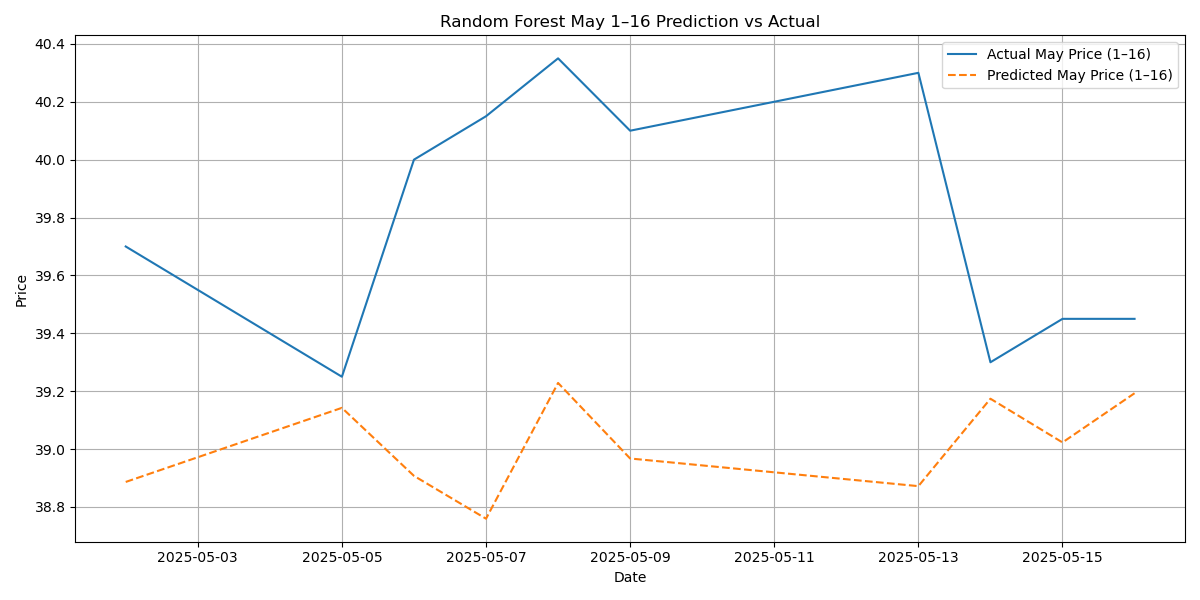 Random Forest May 1–16 Prediction vs Actual
Actual May Price (1–16)
Predicted May Price (1–16)
Price
40.4
40.2
40.0
39.8
39.6
39.4
39.2
39.0
38.8
2025-05-03 2025-05-05 2025-05-07 2025-05-09 2025-05-11 2025-05-13 2025-05-15
Date